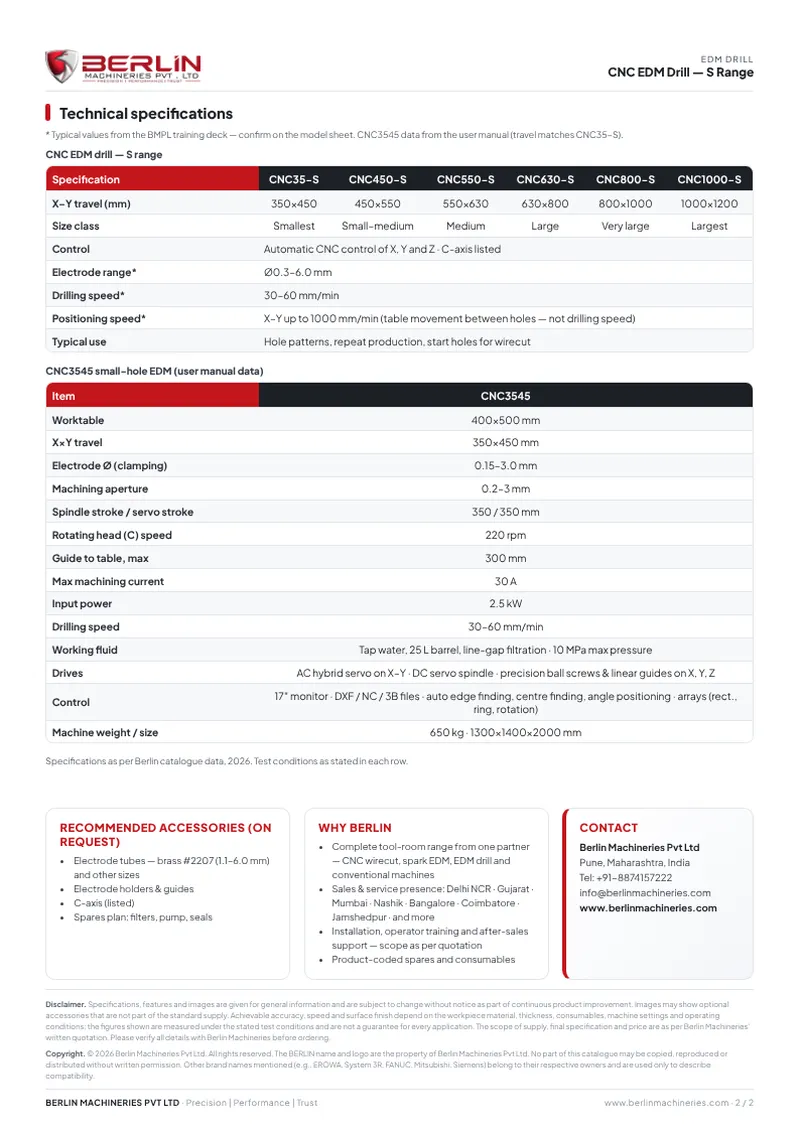 BERLIN
MACHINERIES PVT . LTD
PRECISION | PERFORMANCE | TRUST
EDM DRILL
CNC EDM Drill — S Range
Technical specifications
* Typical values from the BMPL training deck — confirm on the model sheet. CNC3545 data from the user manual (travel matches CNC35-S).
CNC EDM drill — S range
Specification CNC35-S CNC450-S CNC550-S CNC630-S CNC800-S CNC1000-S
X-Y travel (mm) 350×450 450×550 550×630 630×800 800×1000 1000×1200
Size class Smallest Small-medium Medium Large Very large Largest
Control Automatic CNC control of X, Y and Z · C-axis listed
Electrode range* Ø0.3–6.0 mm
Drilling speed* 30–60 mm/min
Positioning speed* X-Y up to 1000 mm/min (table movement between holes — not drilling speed)
Typical use Hole patterns, repeat production, start holes for wirecut
CNC3545 small-hole EDM (user manual data)
Item CNC3545
Worktable 400×500 mm
X×Y travel 350×450 mm
Electrode Ø (clamping) 0.15–3.0 mm
Machining aperture 0.2–3 mm
Spindle stroke / servo stroke 350 / 350 mm
Rotating head (C) speed 220 rpm
Guide to table, max 300 mm
Max machining current 30 A
Input power 2.5 kW
Drilling speed 30–60 mm/min
Working fluid Tap water, 25 L barrel, line-gap filtration · 10 MPa max pressure
Drives AC hybrid servo on X-Y · DC servo spindle · precision ball screws & linear guides on X, Y, Z
Control 17" monitor · DXF / NC / 3B files · auto edge finding, centre finding, angle positioning · arrays (rect.,
ring, rotation)
Machine weight / size 650 kg · 1300×1400×2000 mm
Specifications as per Berlin catalogue data, 2026. Test conditions as stated in each row.
RECOMMENDED ACCESSORIES (ON
REQUEST)
• Electrode tubes — brass #2207 (1.1–6.0 mm)
and other sizes
• Electrode holders & guides
• C-axis (listed)
• Spares plan: filters, pump, seals
WHY BERLIN
• Complete tool-room range from one partner
— CNC wirecut, spark EDM, EDM drill and
conventional machines
• Sales & service presence: Delhi NCR · Gujarat ·
Mumbai · Nashik · Bangalore · Coimbatore ·
Jamshedpur · and more
• Installation, operator training and after-sales
support — scope as per quotation
• Product-coded spares and consumables
CONTACT
Berlin Machineries Pvt Ltd
Pune, Maharashtra, India
Tel: +91-8874157222
info@berlinmachineries.com
www.berlinmachineries.com
Disclaimer. Specifications, features and images are given for general information and are subject to change without notice as part of continuous product improvement. Images may show optional
accessories that are not part of the standard supply. Achievable accuracy, speed and surface finish depend on the workpiece material, thickness, consumables, machine settings and operating
conditions; the figures shown are measured under the stated test conditions and are not a guarantee for every application. The scope of supply, final specification and price are as per Berlin Machineries'
written quotation. Please verify all details with Berlin Machineries before ordering.
Copyright. © 2026 Berlin Machineries Pvt Ltd. All rights reserved. The BERLIN name and logo are the property of Berlin Machineries Pvt Ltd. No part of this catalogue may be copied, reproduced or
distributed without written permission. Other brand names mentioned (e.g. EROWA, System 3R, FANUC, Mitsubishi, Siemens) belong to their respective owners and are used only to describe
compatibility.
BERLIN MACHINERIES PVT LTD · Precision | Performance | Trust
www.berlinmachineries.com · 2 / 2